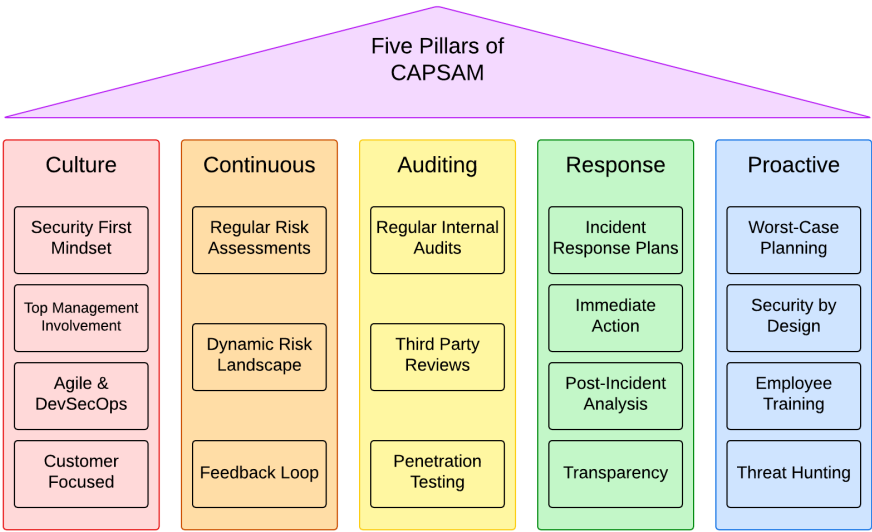 Five Pillars of
CAPSAM
Culture
Security First
Mindset
Top Management
Involvement
Agile &
DevSecOps
Customer
Focused
Continuous
Regular Risk
Assessments
Dynamic Risk
Landscape
Feedback Loop
Auditing
Regular Internal
Audits
Third Party
Reviews
Penetration
Testing
Response
Incident
Response Plans
Immediate
Action
Post-Incident
Analysis
Transparency
Proactive
Worst-Case
Planning
Security by
Design
Employee
Training
Threat Hunting